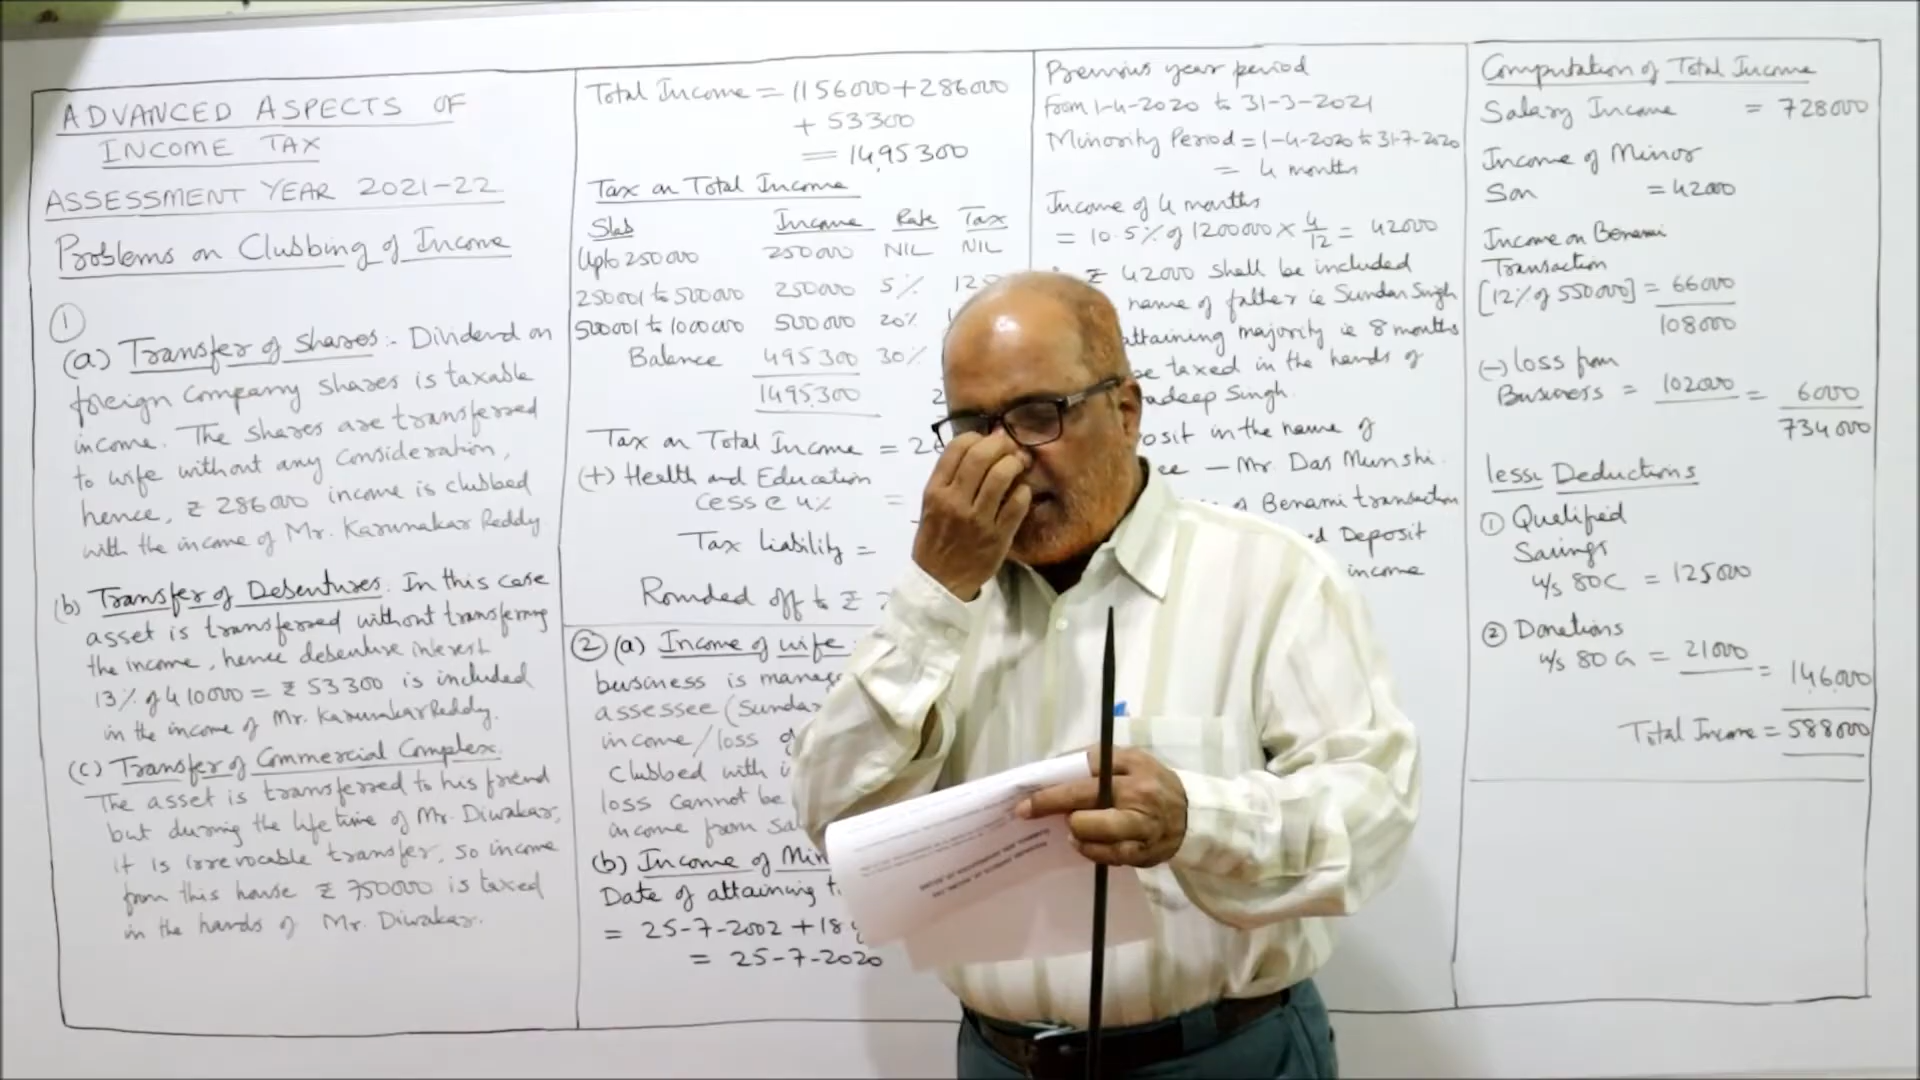 ADVANCED ASPECTS OF
INCOME TAX
ASSESSMENT YEAR 2021-22
Problems on Clubbing of Income
①
(a) Transfer of shares :- Dividend on
foreign Company shares is taxable
income. The shares are transferred
to wife without any consideration,
hence, ₹ 286000 income is clubbed
with the income of Mr. Karunakar Reddy
(b) Transfer of Debentures. In this case
asset is transferred without transferring
the income, hence debenture interest
13% of 410000 = ₹ 53300 is included
in the income of Mr. Karunakar Reddy.
(c) Transfer of Commercial Complex.
The asset is transferred to his friend
but during the life time of Mr. Diwakar,
it is irrevocable transfer, so income
from this house ₹ 750000 is taxed
in the hands of Mr. Diwakar.
Total Income = 1156000 + 286000
+ 53300
= 1495300
Tax on Total Income
Slab Income Rate Tax
Upto 250000 250000 NIL NIL
250001 to 500000 250000 5% 12
500001 to 1000000 500000 20% 1
Balance 495300 30%
1495300 2
Tax on Total Income = 2
(+) Health and Education
Cess @ 4% =
Tax liability =
Rounded off to ₹
② (a) Income of wife
business is manag
assessee (Sundar
income/loss of
clubbed with i
loss cannot be
income from sa
(b) Income of Min
Date of attaining
= 25-7-2002 + 18
= 25-7-2020
Previous year period
from 1-4-2020 to 31-3-2021
Minority Period = 1-4-2020 to 31-7-2020
= 4 months
Income of 4 months
= 10.5% of 1200000 × 4/12 = 42000
₹ 42000 shall be included
name of father ie Sundar Singh
attaining majority ie 8 months
be taxed in the hands of
adeep Singh.
osit in the name of
ee — Mr. Das Munshi.
of Benami transaction
d Deposit
income
Computation of Total Income
Salary Income = 728000
Income of Minor
Son = 42000
Income on Benami
Transaction
[12% of 550000] = 66000
108000
(-) loss from
Business = 102000 = 6000
734000
less: Deductions
① Qualified
Savings
u/s 80C = 125000
② Donations
u/s 80G = 21000 = 146000
Total Income = 588000